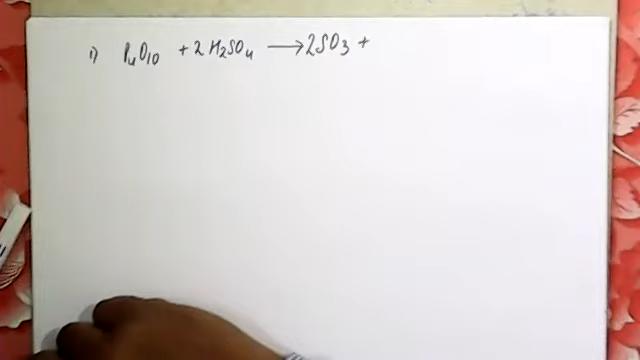 1) P₄O₁₀ + 2 H₂SO₄ ⟶ 2SO₃ +